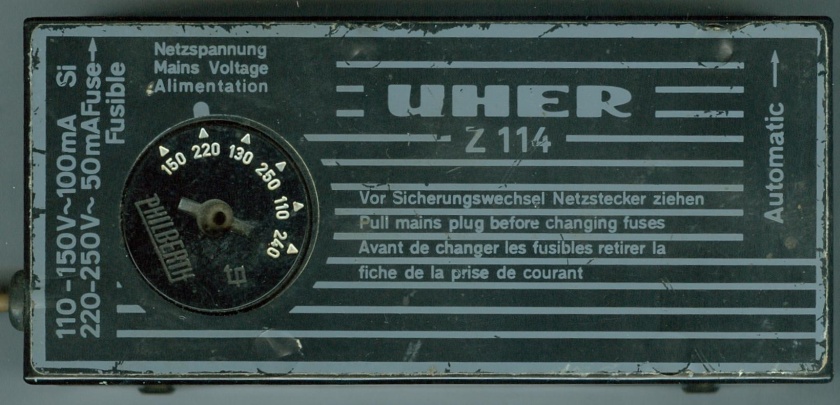 110-150V~100mA Si
220-250V~ 50mA Fuse
Fusible
Netzspannung
Mains Voltage
Alimentation
150 220 130 250 110 240
PHILBERTH
UHER
Z 114
Vor Sicherungswechsel Netzstecker ziehen
Pull mains plug before changing fuses
Avant de changer les fusibles retirer la
fiche de la prise de courant
Automatic